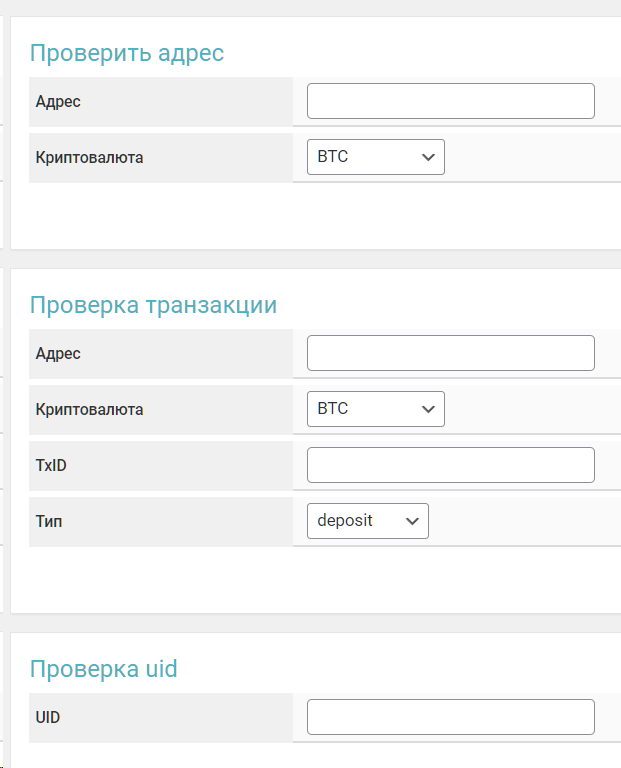 Проверить адрес
Адрес
Криптовалюта BTC
Проверка транзакции
Адрес
Криптовалюта BTC
TxID
Тип deposit
Проверка uid
UID